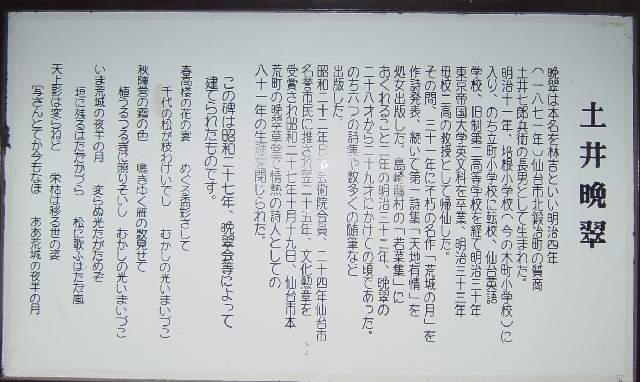 土井晩翠
晩翠は本名を林吉といい明治四年
(一八七一)仙台市北鍛冶町の質商
土井七郎兵衛の長男として生まれた。
明治十一年、培根小学校(今の木町小学校)に
入り、のち立町小学校に転校、仙台英語
学校、旧制第二高等学校を経て明治三十年
東京帝国大学英文科を卒業、明治三十三年
母校二高の教授として帰仙した。
その間、三十一年に不朽の名作「荒城の月」を
作詩発表、続いて第一詩集「天地有情」を
処女出版した。島崎藤村の「若菜集」に
おくれること二年の明治三十二年、晩翠の
二十八才から二十九才にかけての頃であった。
のち六つの詩集や数多くの随筆など
出版した。
昭和二十二年日本芸術院会員、二十四年仙台市
名誉市民に推され翌二十五年、文化勲章を
受賞され昭和二十七年十月十九日、仙台市本
荒町の晩翠草堂で情熱の詩人としての
八十一年の生涯を閉じられた。
この碑は昭和二十七年、晩翠会等によって
建てられたものです。
春高楼の花の宴 めぐる盃影さして
千代の松が枝わけいでし むかしの光いまいづこ
秋陣営の霜の色 鳴きゆく雁の数見せて
植うるつるぎに照りそいし むかしの光いまいづこ
いま荒城の夜半の月 変らぬ光たがためぞ
垣に残るはただかつら 松に歌ふはただ嵐
天上影は変らねど 栄枯は移る世の姿
写さんとてか今もなほ ああ荒城の夜半の月